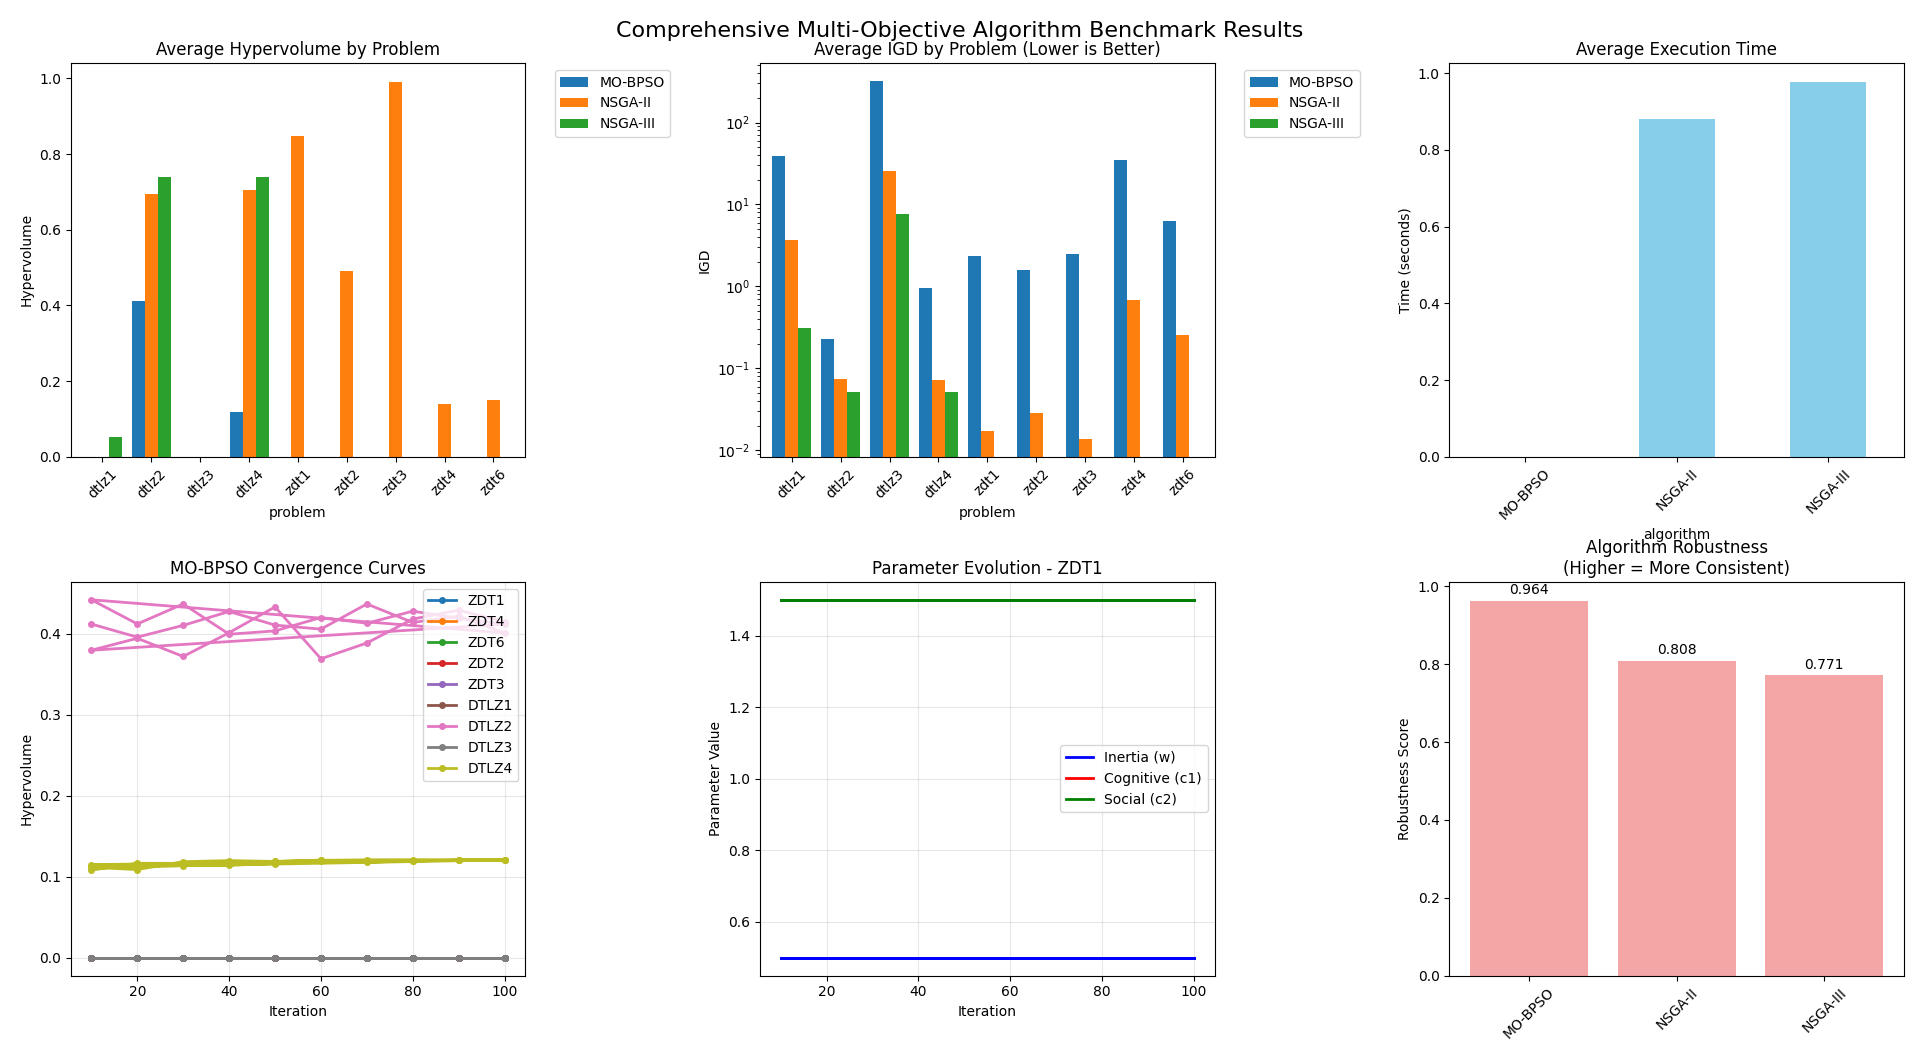 Comprehensive Multi-Objective Algorithm Benchmark Results
Average Hypervolume by Problem
Hypervolume
1.0
0.8
0.6
0.4
0.2
0.0
dtlz1
dtlz2
dtlz3
dtlz4
zdt1
zdt2
zdt3
zdt4
zdt6
problem
MO-BPSO
NSGA-II
NSGA-III
Average IGD by Problem (Lower is Better)
IGD
10²
10¹
10⁰
10⁻¹
10⁻²
dtlz1
dtlz2
dtlz3
dtlz4
zdt1
zdt2
zdt3
zdt4
zdt6
problem
MO-BPSO
NSGA-II
NSGA-III
Average Execution Time
Time (seconds)
1.0
0.8
0.6
0.4
0.2
0.0
MO-BPSO
NSGA-II
NSGA-III
algorithm
MO-BPSO Convergence Curves
Hypervolume
0.4
0.3
0.2
0.1
0.0
20
40
60
80
100
Iteration
ZDT1
ZDT4
ZDT6
ZDT2
ZDT3
DTLZ1
DTLZ2
DTLZ3
DTLZ4
Parameter Evolution - ZDT1
Parameter Value
1.4
1.2
1.0
0.8
0.6
20
40
60
80
100
Iteration
Inertia (w)
Cognitive (c1)
Social (c2)
Algorithm Robustness
(Higher = More Consistent)
Robustness Score
1.0
0.8
0.6
0.4
0.2
0.0
0.964
0.808
0.771
MO-BPSO
NSGA-II
NSGA-III